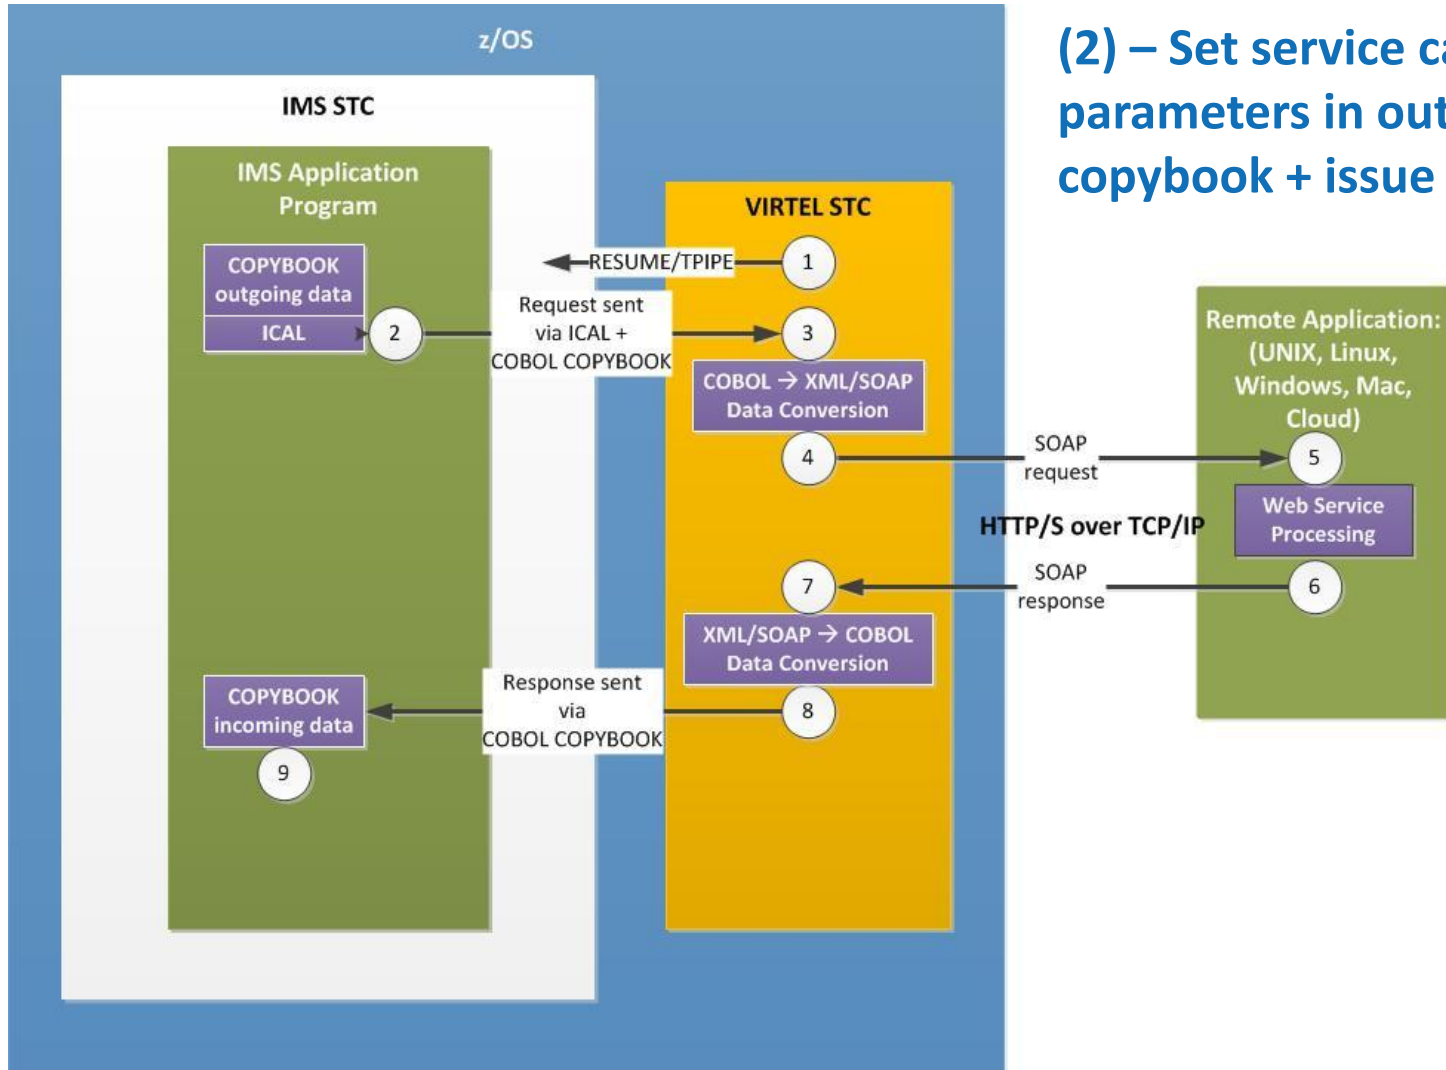 z/OS
(2) – Set service
parameters in
copybook + issue
IMS STC
IMS Application
Program
VIRTEL STC
COPYBOOK
outgoing data
ICAL
RESUME/TPIPE
1
2
Request sent
via ICAL +
COBOL COPYBOOK
3
COBOL → XML/SOAP
Data Conversion
4
SOAP
request
Remote Application:
(UNIX, Linux,
Windows, Mac,
Cloud)
5
Web Service
Processing
HTTP/S over TCP/IP
6
SOAP
response
7
XML/SOAP → COBOL
Data Conversion
8
Response sent
via
COBOL COPYBOOK
COPYBOOK
incoming data
9